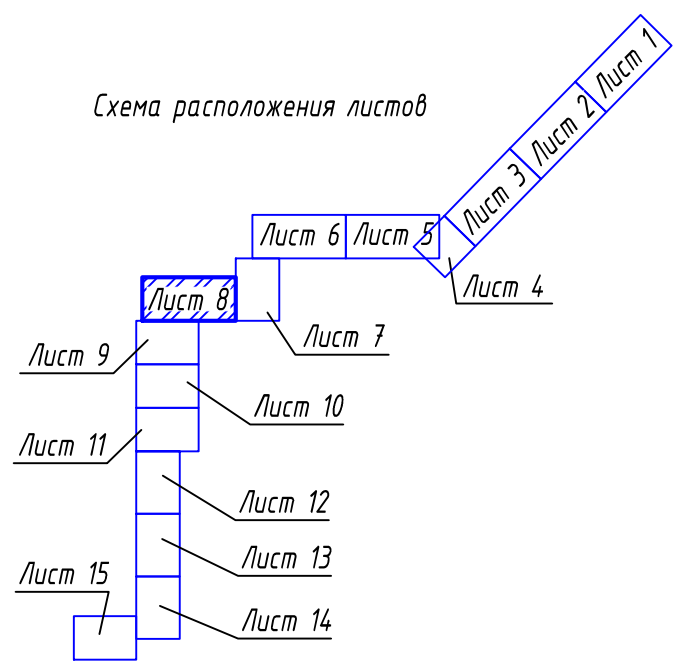 Схема расположения листов
Лист 1
Лист 2
Лист 3
Лист 4
Лист 5
Лист 6
Лист 7
Лист 8
Лист 9
Лист 10
Лист 11
Лист 12
Лист 13
Лист 14
Лист 15